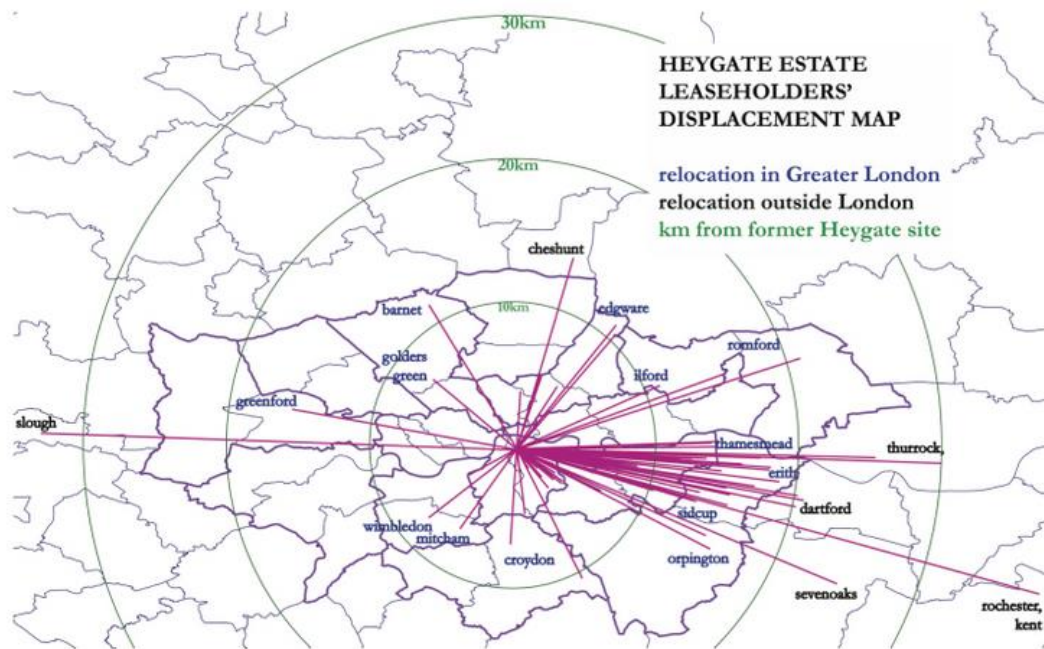 30km
HEYGATE ESTATE
LEASEHOLDERS'
DISPLACEMENT MAP
20km
relocation in Greater London
relocation outside London
km from former Heygate site
cheshunt
10km
barnet
edgware
romford
golders
green
ilford
greenford
slough
thamesmead
thurrock,
erith
dartford
sidcup
wimbledon
mitcham
croydon
orpington
sevenoaks
rochester,
kent